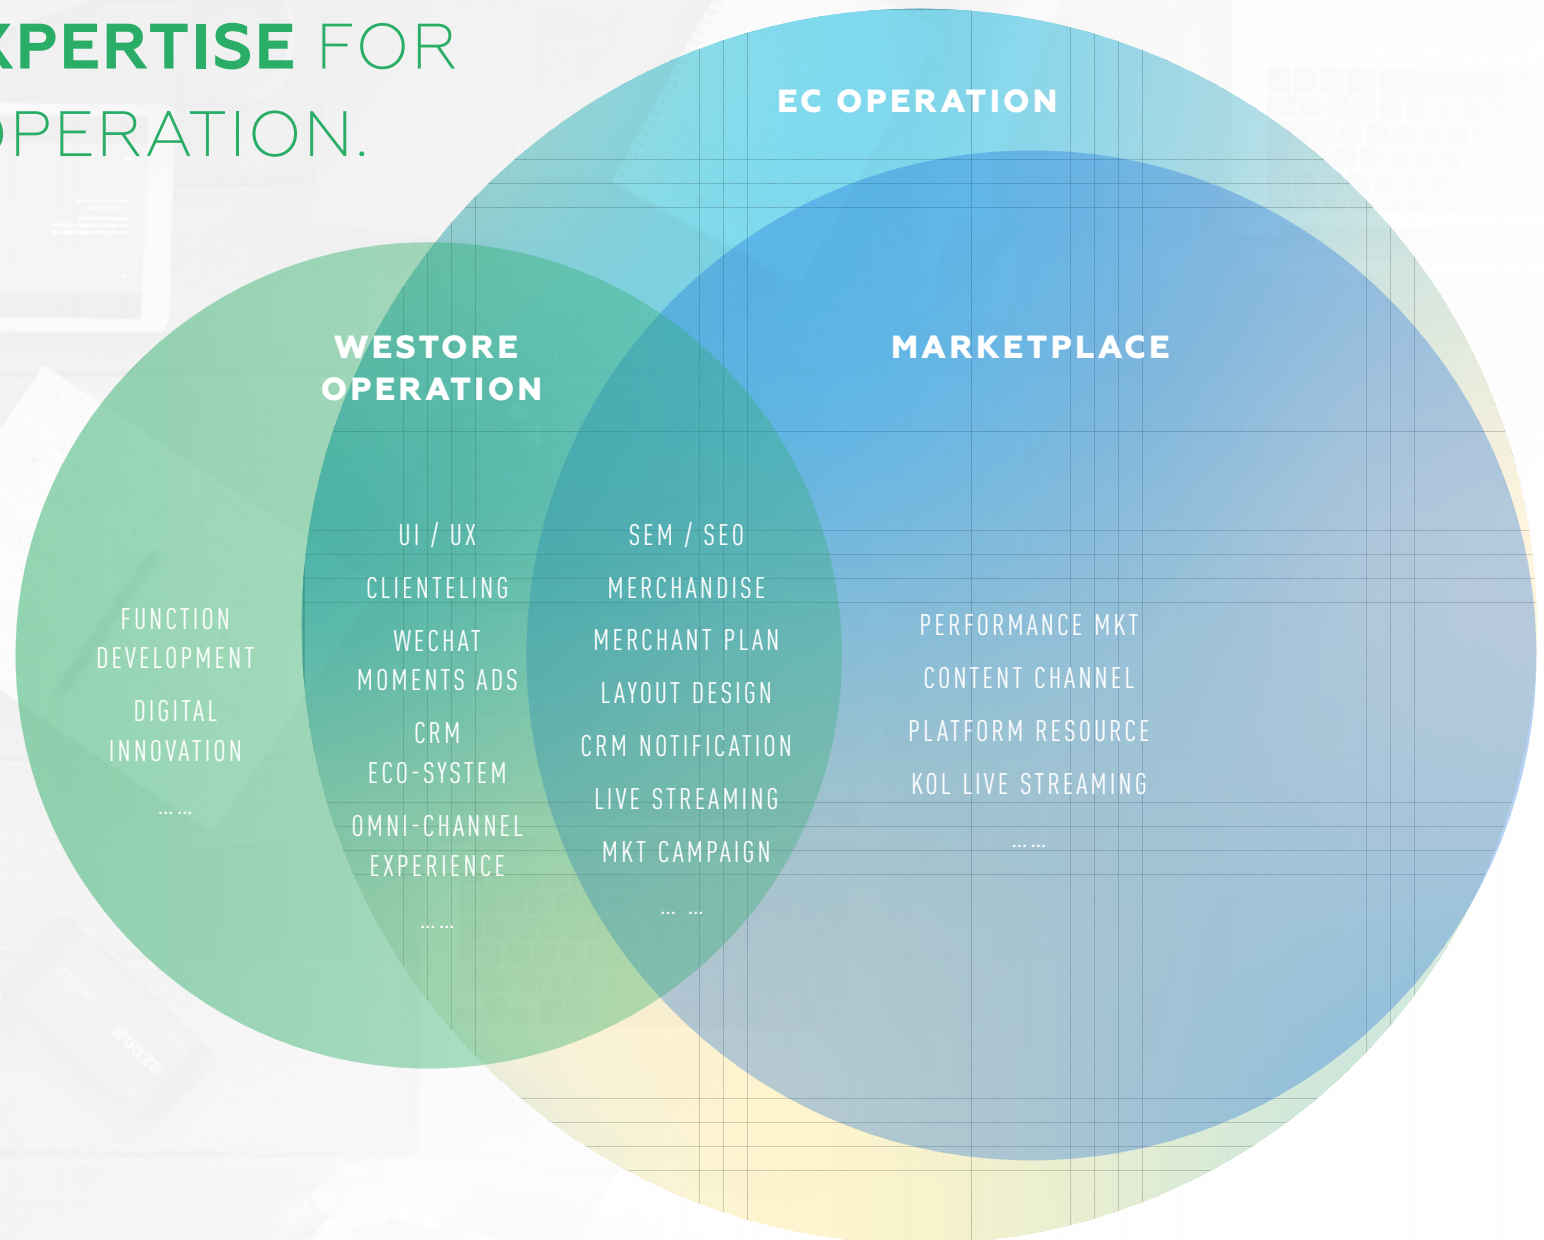 XPERTISE FOR
OPERATION.
EC OPERATION
WESTORE
OPERATION
MARKETPLACE
FUNCTION
DEVELOPMENT
DIGITAL
INNOVATION
... ...
UI / UX
CLIENTELING
WECHAT
MOMENTS ADS
CRM
ECO-SYSTEM
OMNI-CHANNEL
EXPERIENCE
... ...
SEM / SEO
MERCHANDISE
MERCHANT PLAN
LAYOUT DESIGN
CRM NOTIFICATION
LIVE STREAMING
MKT CAMPAIGN
... ...
PERFORMANCE MKT
CONTENT CHANNEL
PLATFORM RESOURCE
KOL LIVE STREAMING
... ...